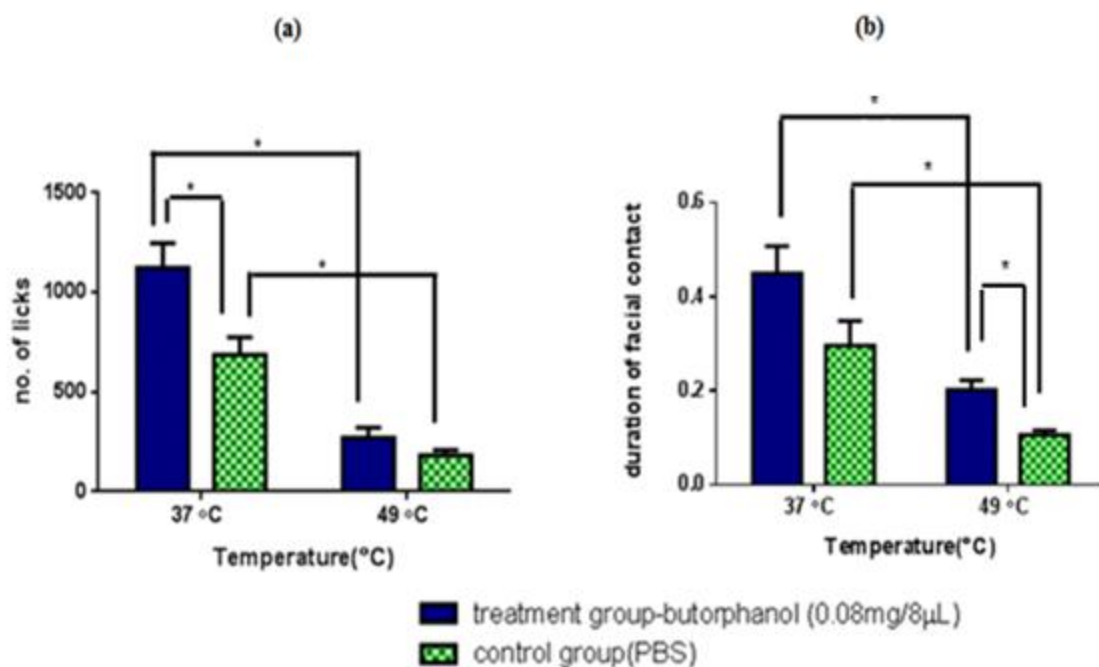 (a)
*
*
*
1500
1000
500
0
no. of licks
37 °C
49 °C
Temperature(°C)
(b)
*
*
*
0.6
0.4
0.2
0.0
duration of facial contact
37 °C
49 °C
Temperature(°C)
treatment group-butorphanol (0.08mg/8µL)
control group(PBS)